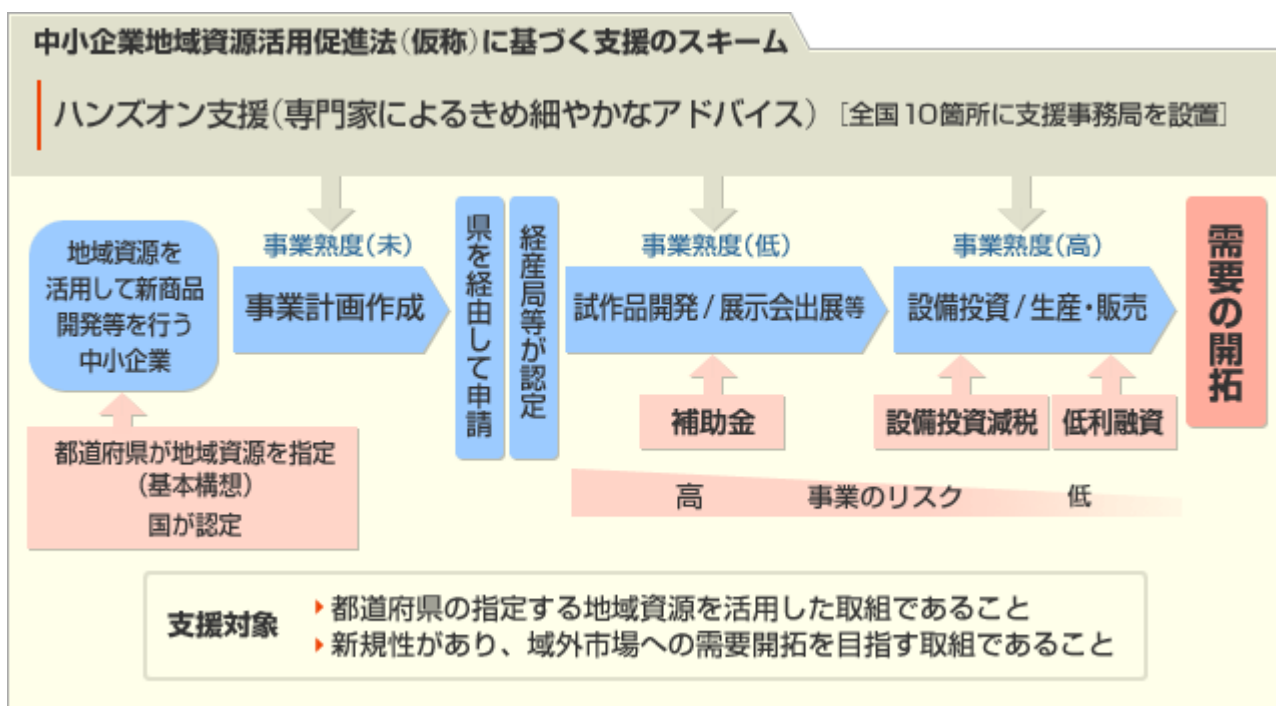 中小企業地域資源活用促進法(仮称)に基づく支援のスキーム
ハンズオン支援(専門家によるきめ細やかなアドバイス) [全国10箇所に支援事務局を設置]
地域資源を
活用して新商品
開発等を行う
中小企業
事業熟度(未)
事業計画作成
県を経由して申請
経産局等が認定
事業熟度(低)
試作品開発/展示会出展等
事業熟度(高)
設備投資/生産・販売
需要の開拓
都道府県が地域資源を指定
(基本構想)
国が認定
補助金
設備投資減税
低利融資
高 事業のリスク 低
支援対象
都道府県の指定する地域資源を活用した取組であること
新規性があり、域外市場への需要開拓を目指す取組であること